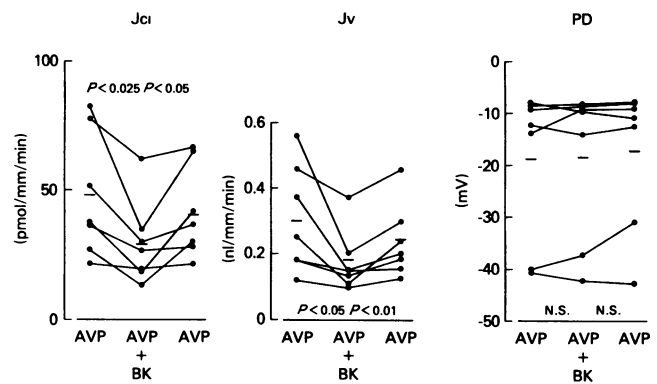 Jcı
100
P<0.025 P<0.05
(pmol/mm/min)
50
0
AVP AVP AVP
+
BK
Jv
0.6
0.4
(nl/mm/min)
0.2
P<0.05 P<0.01
0
AVP AVP AVP
+
BK
PD
0
-10
-20
(mV)
-30
-40
N.S. N.S.
-50
AVP AVP AVP
+
BK